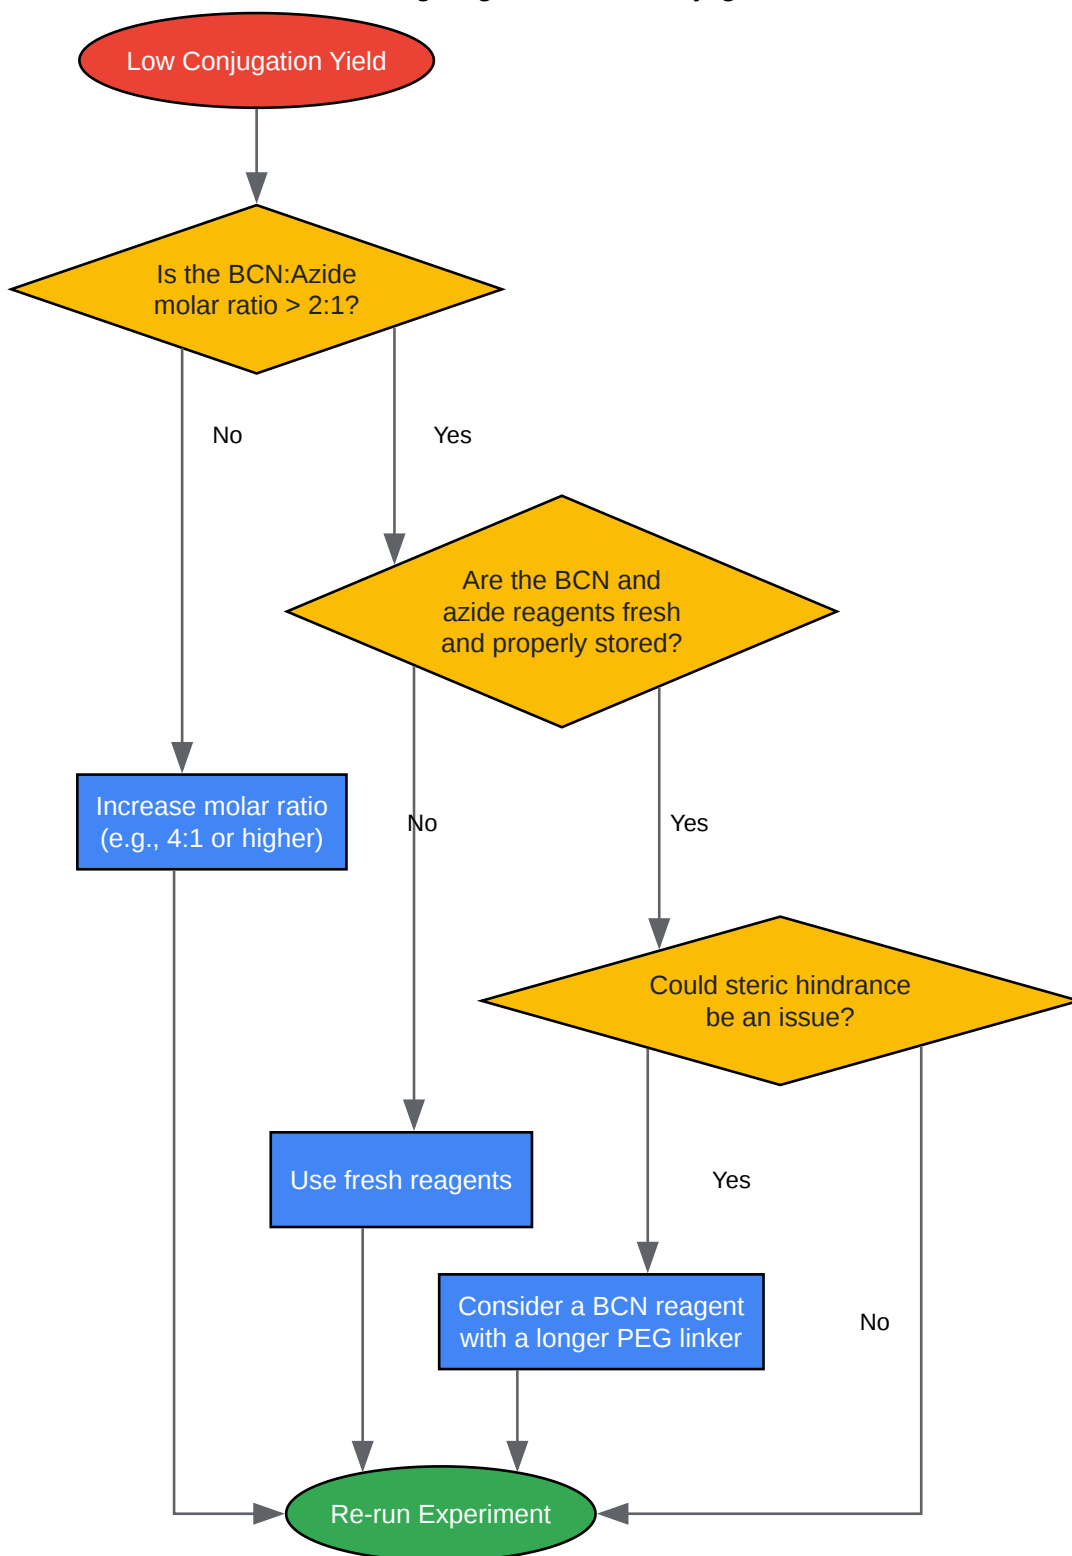 Low Conjugation Yield
Is the BCN:Azide
molar ratio > 2:1?
No
Yes
Are the BCN and
azide reagents fresh
and properly stored?
Increase molar ratio
(e.g., 4:1 or higher)
No
Yes
Could steric hindrance
be an issue?
Use fresh reagents
Yes
Consider a BCN reagent
with a longer PEG linker
No
Re-run Experiment